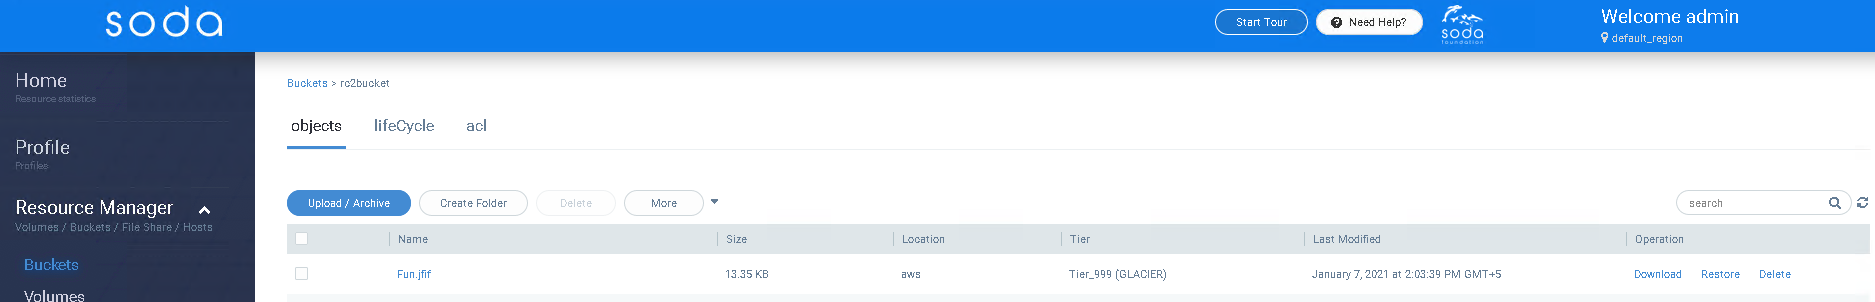 soda
Start Tour
Need Help?
soda
foundation
Welcome admin
default_region
Home
Resource statistics
Profile
Profiles
Resource Manager
Volumes / Buckets / File Share / Hosts
Buckets
Volumes
Buckets > rc2bucket
objects lifeCycle acl
Upload / Archive Create Folder Delete More search
Name Size Location Tier Last Modified Operation
Fun.jfif 13.35 KB aws Tier_999 (GLACIER) January 7, 2021 at 2:03:39 PM GMT+5 Download Restore Delete